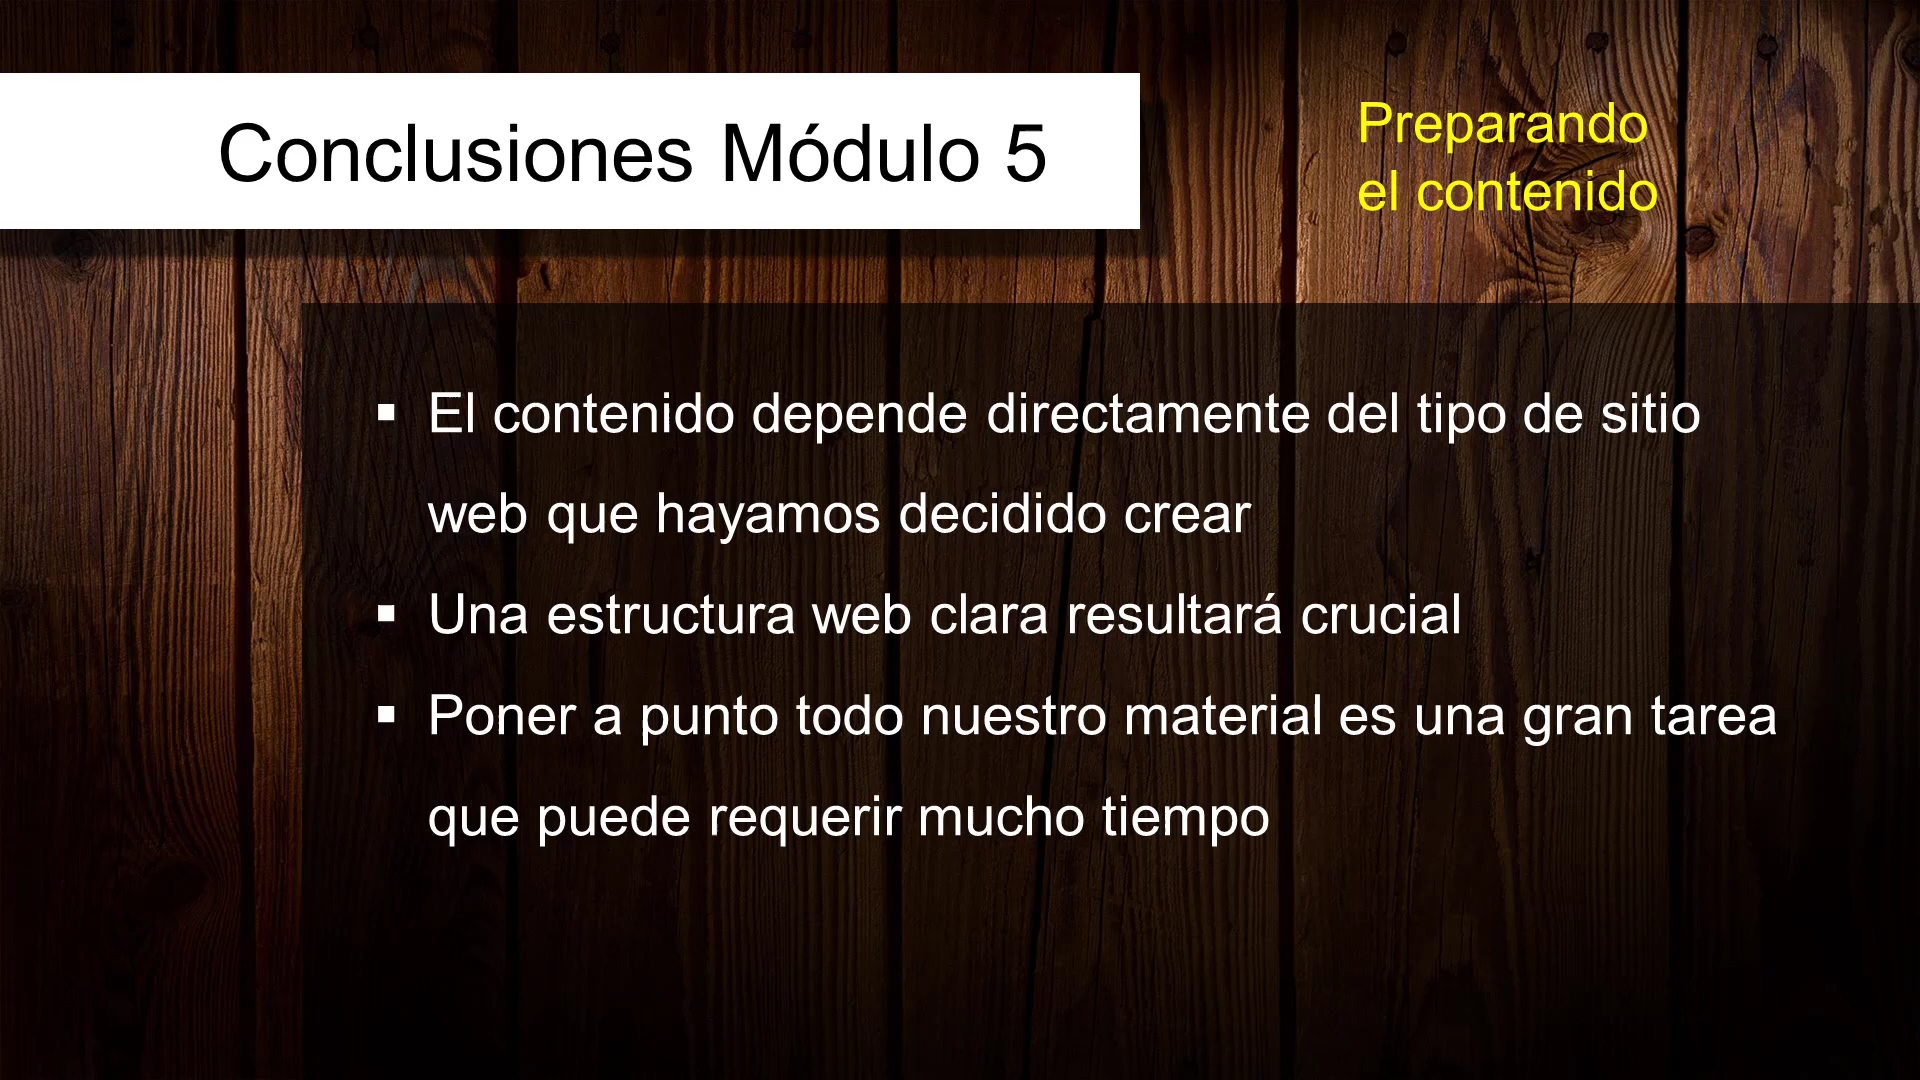 Conclusiones Módulo 5
Preparando
el contenido
▪ El contenido depende directamente del tipo de sitio
web que hayamos decidido crear
▪ Una estructura web clara resultará crucial
▪ Poner a punto todo nuestro material es una gran tarea
que puede requerir mucho tiempo